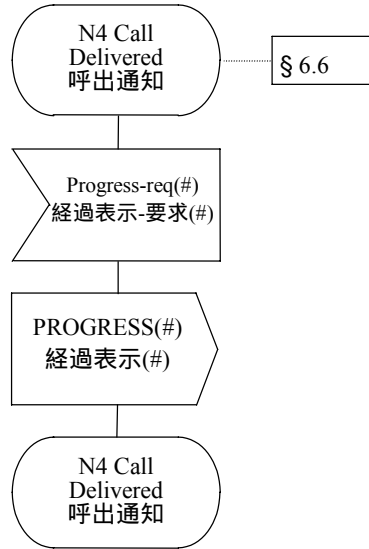 N4 Call
Delivered
呼出通知
§ 6.6
Progress-req(#)
経過表示-要求(#)
PROGRESS(#)
経過表示(#)
N4 Call
Delivered
呼出通知